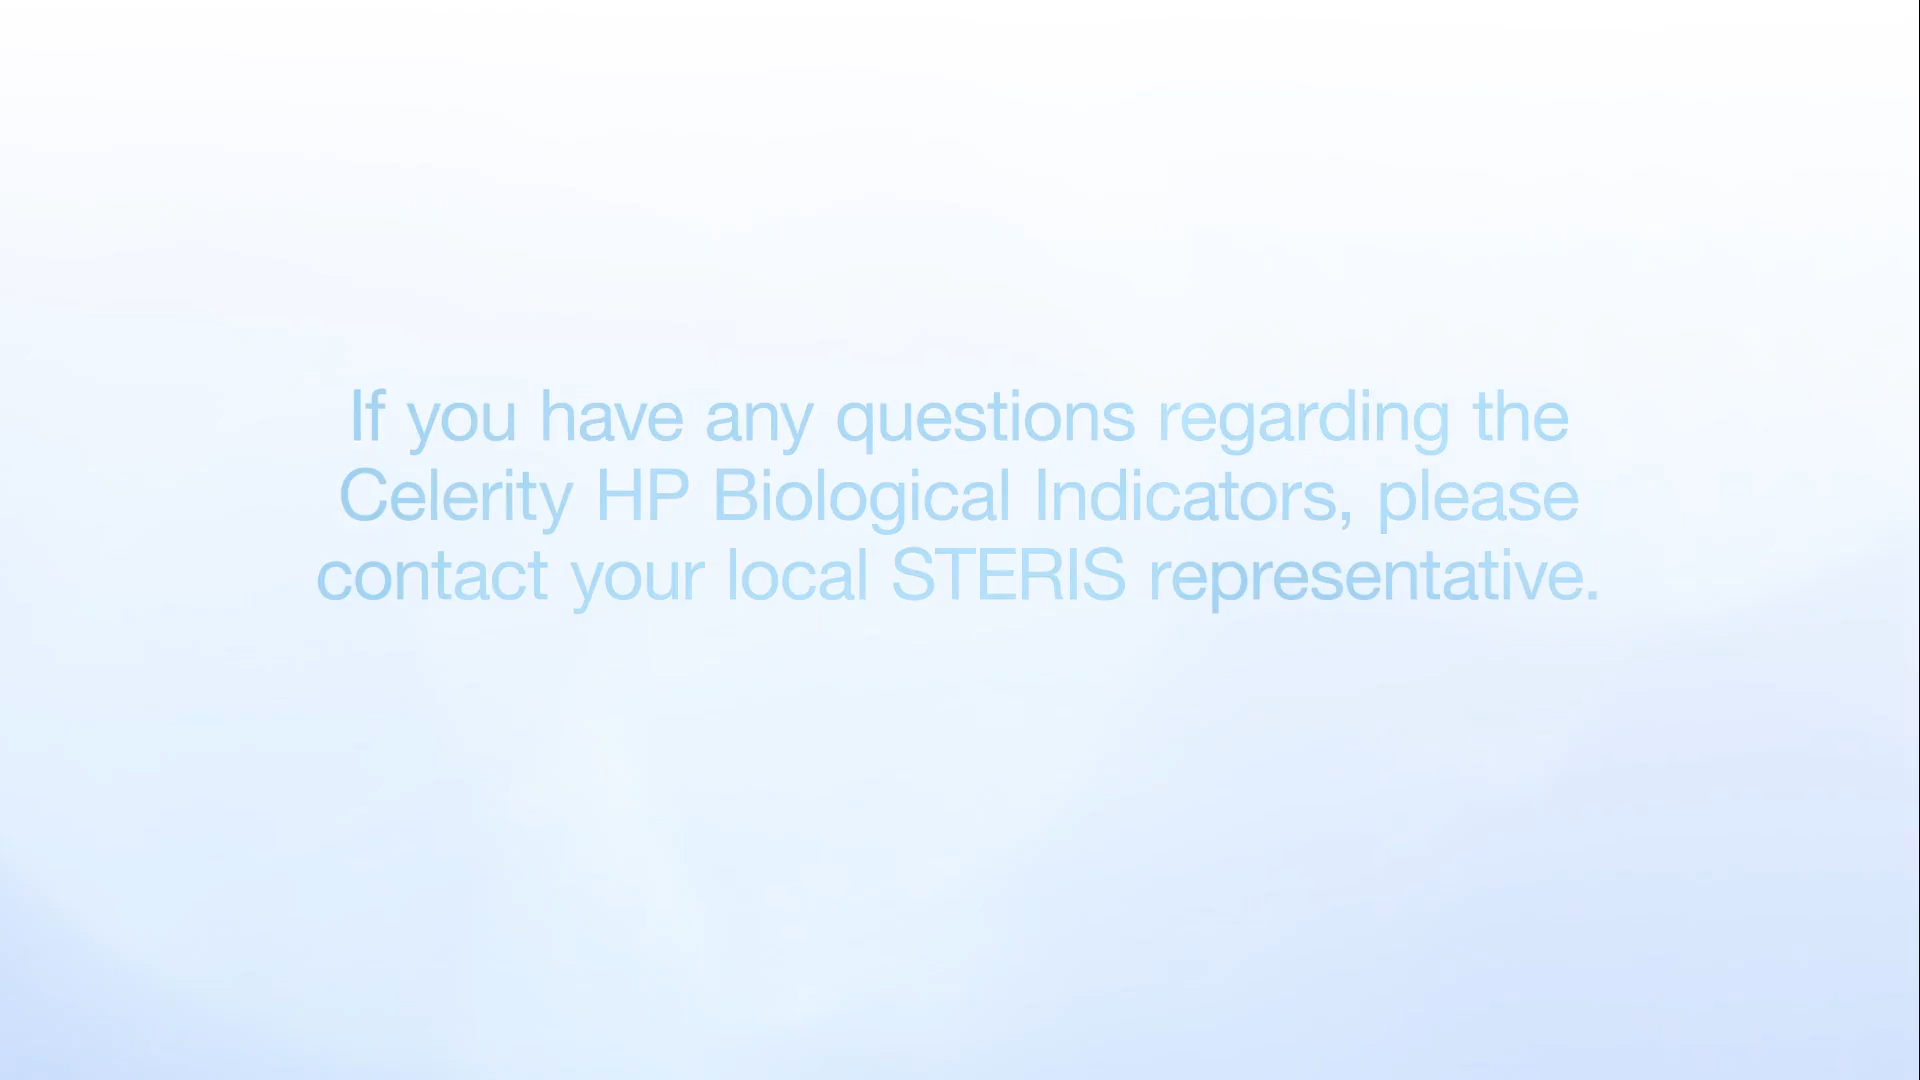 If you have any questions regarding the
Celerity HP Biological Indicators, please
contact your local STERIS representative.